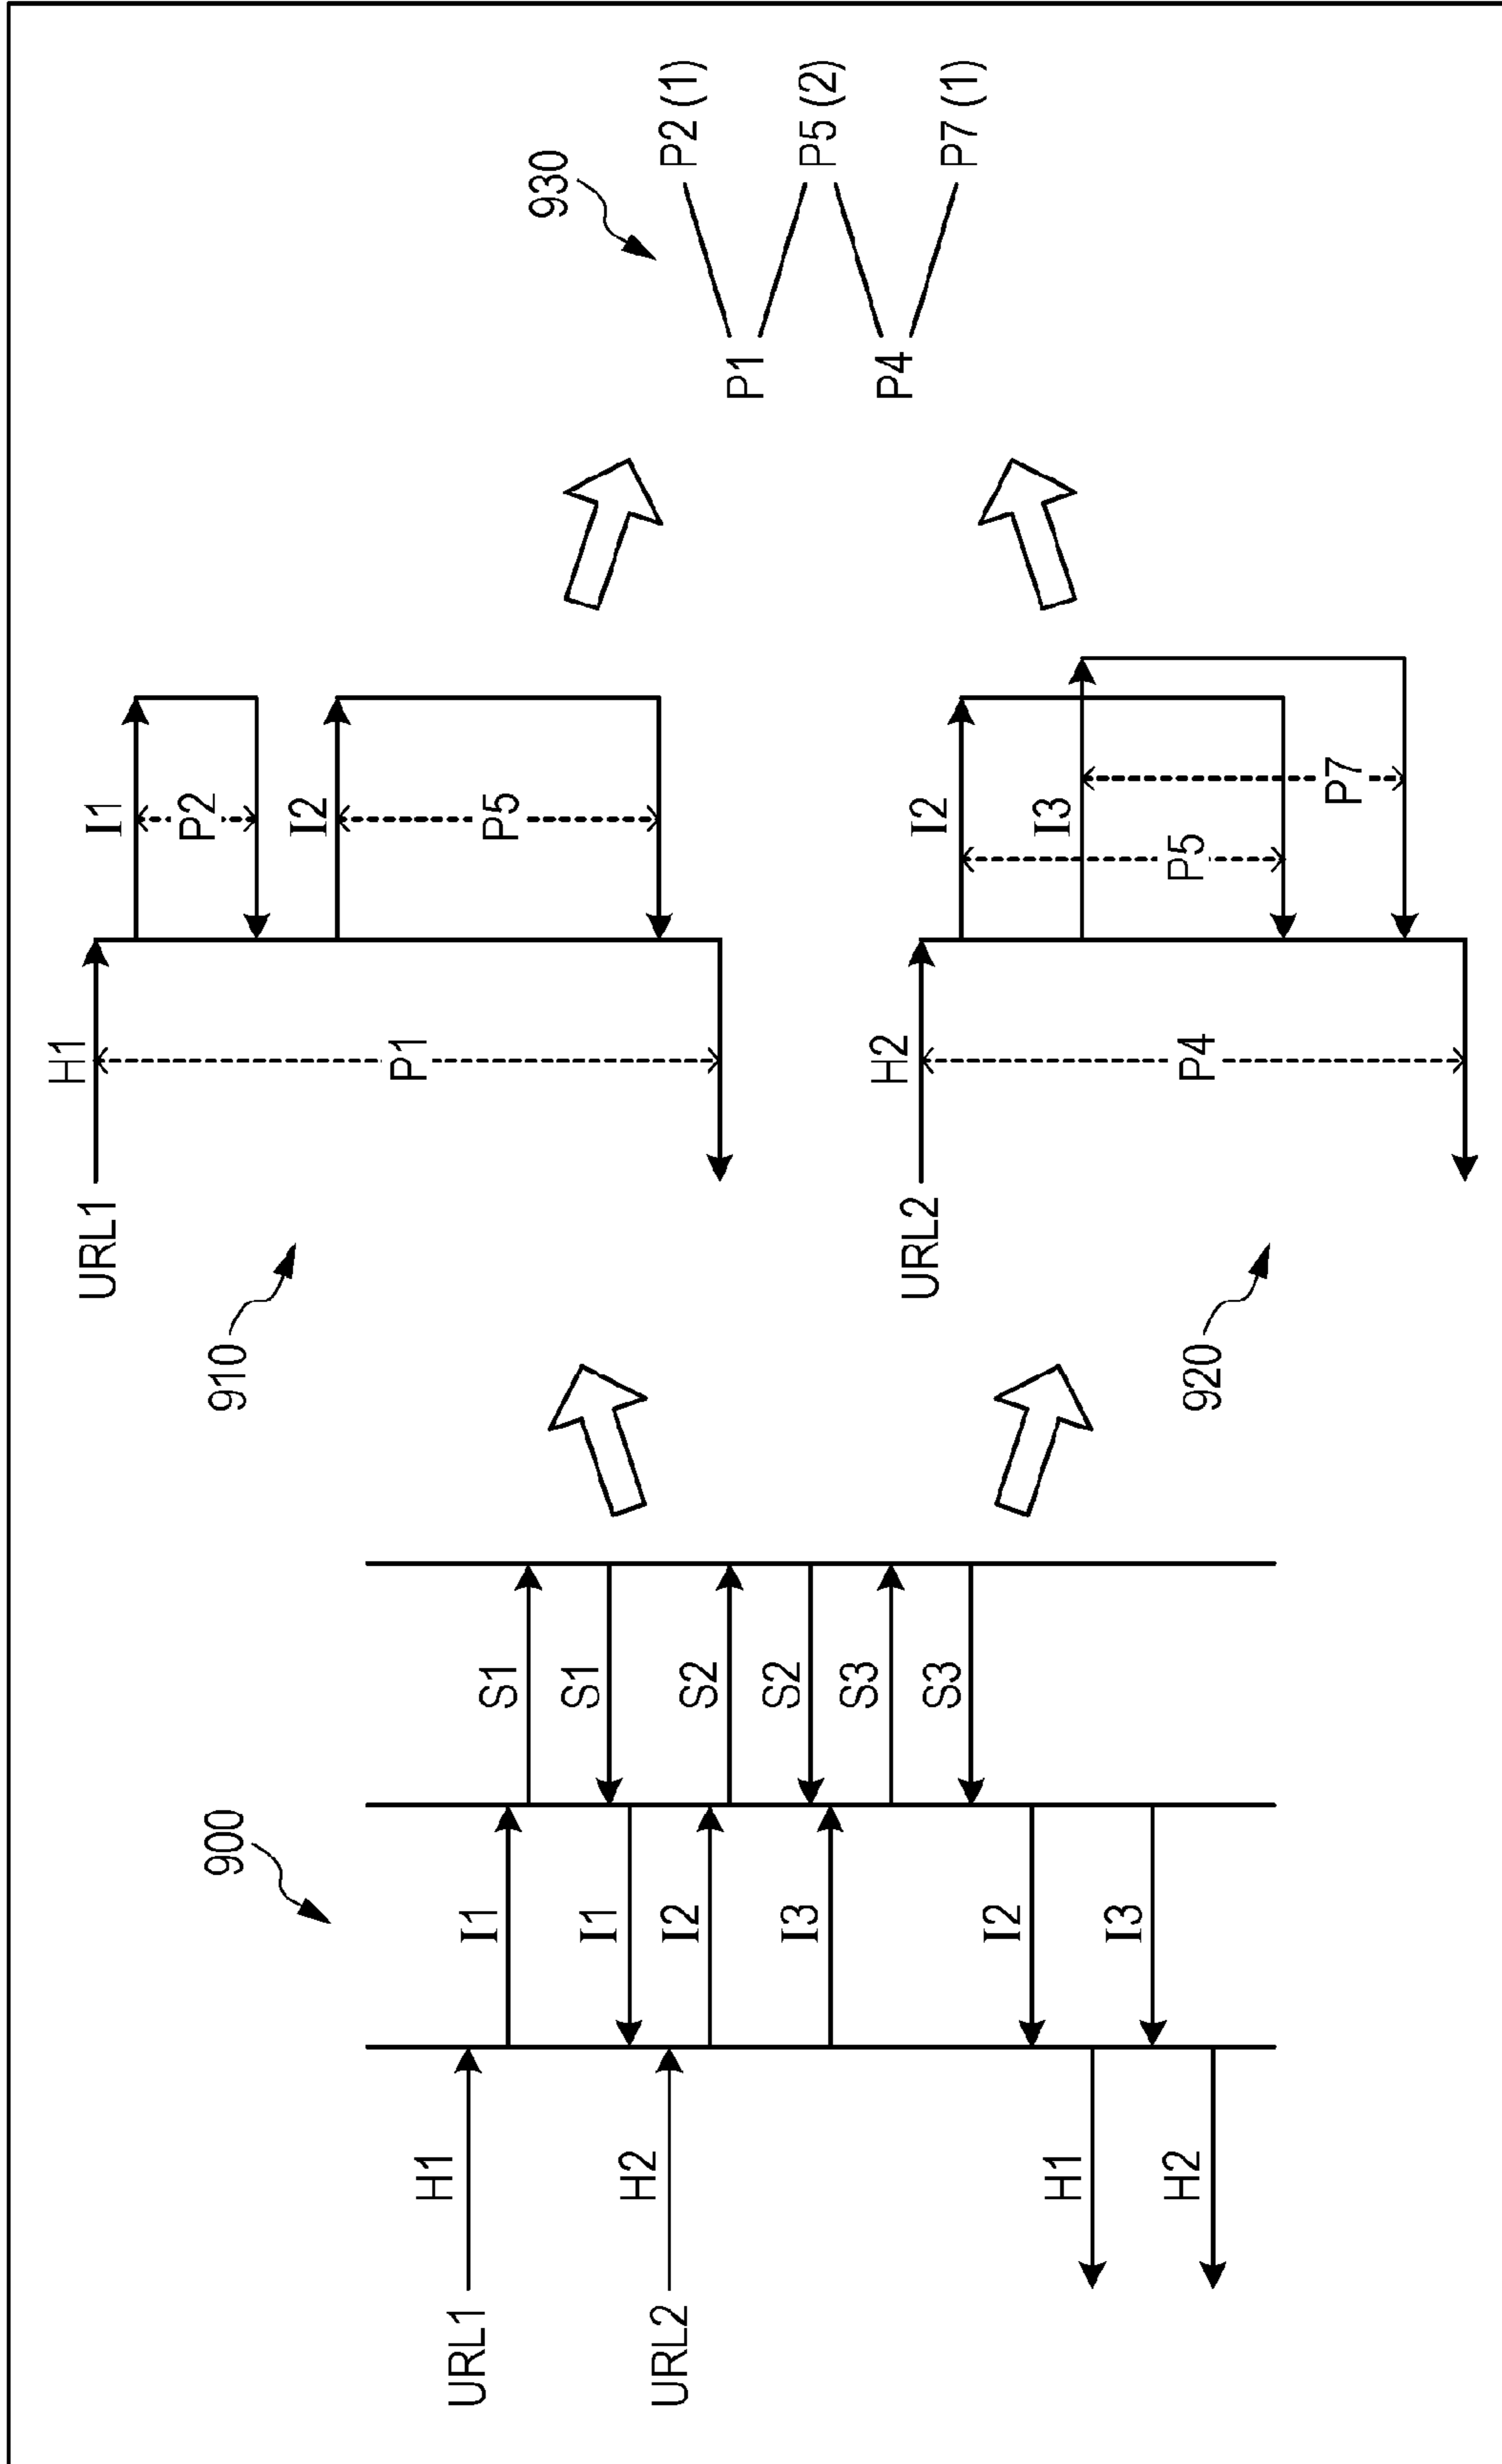 900
URL1
H1
I1
S1
S1
I1
URL2
H2
I2
S2
I3
S2
S3
S3
I2
H1
I3
H2
910
URL1
H1
I1
P2
I2
P5
P1
920
URL2
H2
I2
I3
P5
P7
P4
930
P1
P4
P2 (1)
P5 (2)
P7 (1)